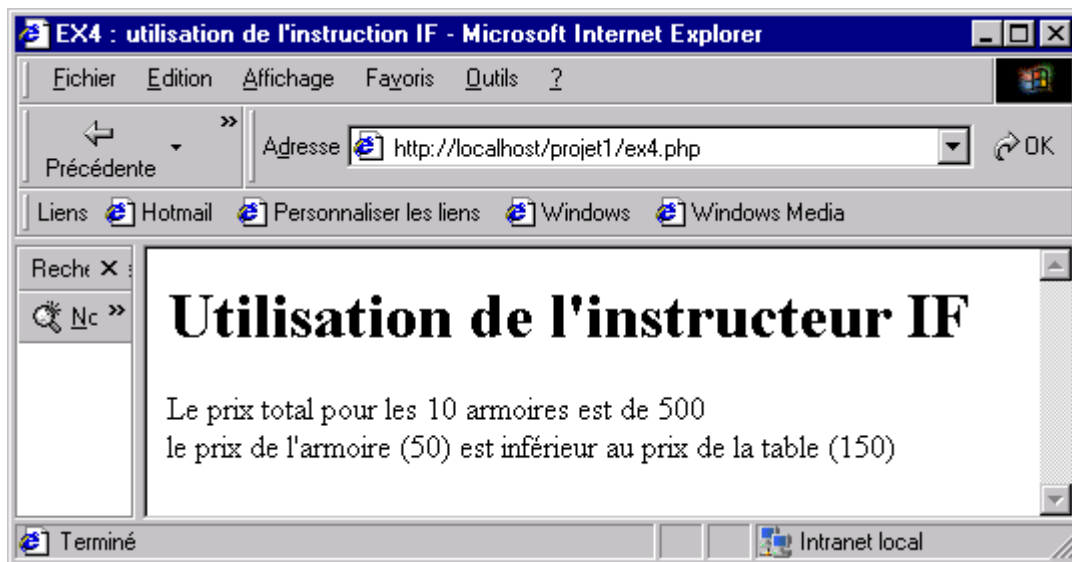 EX4 : utilisation de l'instruction IF - Microsoft Internet Explorer
Fichier Edition Affichage Favoris Outils ?
Précédente » Adresse http://localhost/projet1/ex4.php OK
Liens Hotmail Personnaliser les liens Windows Windows Media
Reche
No »
Utilisation de l'instructeur IF
Le prix total pour les 10 armoires est de 500
le prix de l'armoire (50) est inférieur au prix de la table (150)
Terminé Intranet local